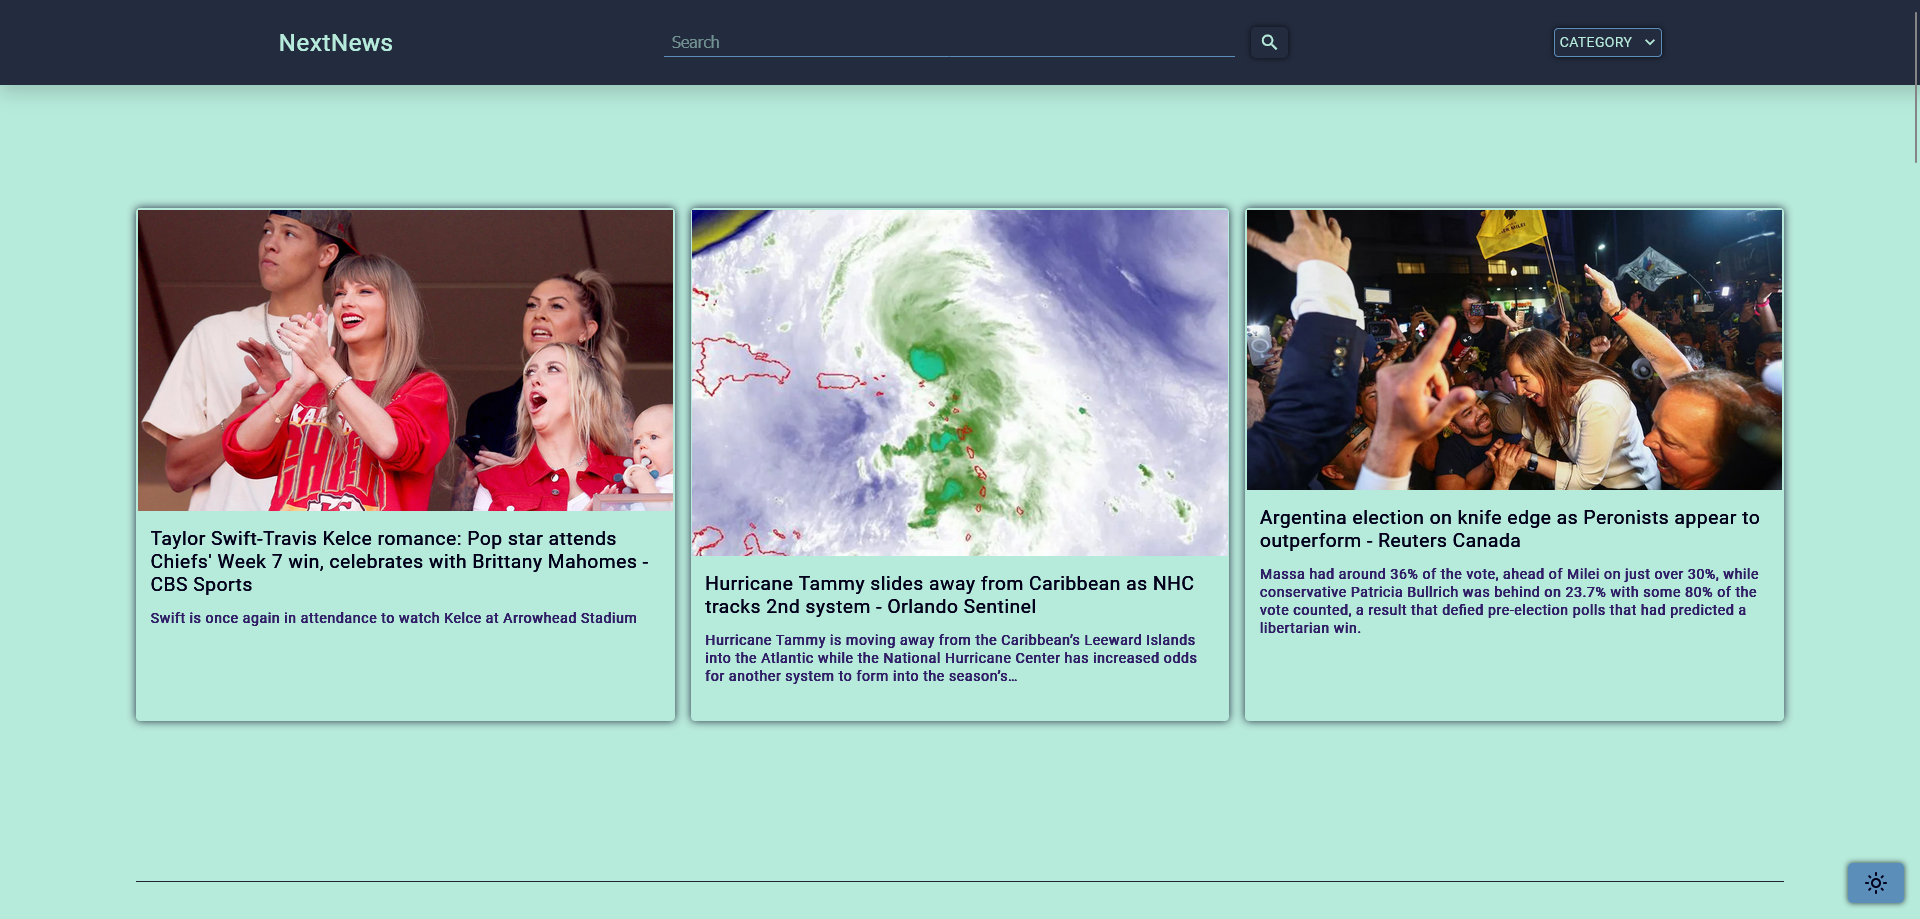 NextNews
Search
CATEGORY
Taylor Swift-Travis Kelce romance: Pop star attends
Chiefs' Week 7 win, celebrates with Brittany Mahomes -
CBS Sports
Swift is once again in attendance to watch Kelce at Arrowhead Stadium
Hurricane Tammy slides away from Caribbean as NHC
tracks 2nd system - Orlando Sentinel
Hurricane Tammy is moving away from the Caribbean’s Leeward Islands
into the Atlantic while the National Hurricane Center has increased odds
for another system to form into the season’s…
Argentina election on knife edge as Peronists appear to
outperform - Reuters Canada
Massa had around 36% of the vote, ahead of Milei on just over 30%, while
conservative Patricia Bullrich was behind on 23.7% with some 80% of the
vote counted, a result that defied pre-election polls that had predicted a
libertarian win.